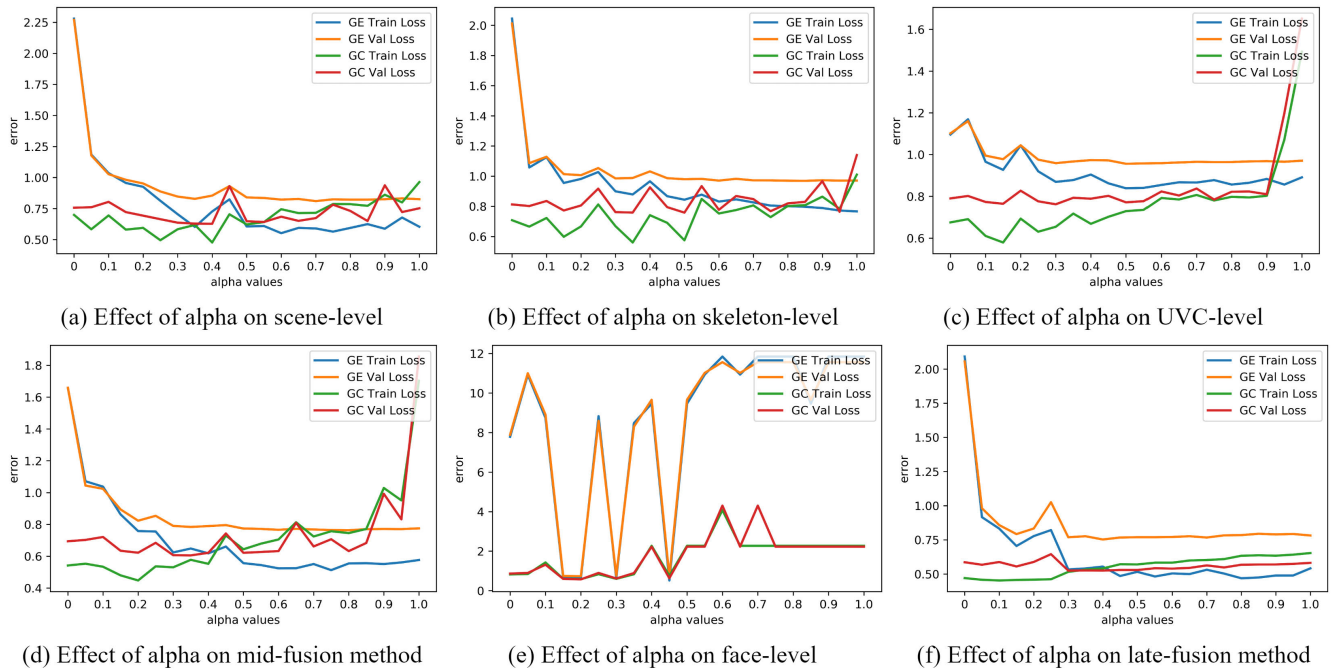 2.25
2.00
1.75
1.50
1.25
1.00
0.75
0.50
error
GE Train Loss
GE Val Loss
GC Train Loss
GC Val Loss
0 0.1 0.2 0.3 0.4 0.5 0.6 0.7 0.8 0.9 1.0
alpha values
(a) Effect of alpha on scene-level
2.0
1.8
1.6
1.4
1.2
1.0
0.8
0.6
error
GE Train Loss
GE Val Loss
GC Train Loss
GC Val Loss
0 0.1 0.2 0.3 0.4 0.5 0.6 0.7 0.8 0.9 1.0
alpha values
(b) Effect of alpha on skeleton-level
1.6
1.4
1.2
1.0
0.8
0.6
error
GE Train Loss
GE Val Loss
GC Train Loss
GC Val Loss
0 0.1 0.2 0.3 0.4 0.5 0.6 0.7 0.8 0.9 1.0
alpha values
(c) Effect of alpha on UVC-level
1.8
1.6
1.4
1.2
1.0
0.8
0.6
0.4
error
GE Train Loss
GE Val Loss
GC Train Loss
GC Val Loss
0 0.1 0.2 0.3 0.4 0.5 0.6 0.7 0.8 0.9 1.0
alpha values
(d) Effect of alpha on mid-fusion method
12
10
8
6
4
2
0
error
GE Train Loss
GE Val Loss
GC Train Loss
GC Val Loss
0 0.1 0.2 0.3 0.4 0.5 0.6 0.7 0.8 0.9 1.0
alpha values
(e) Effect of alpha on face-level
2.00
1.75
1.50
1.25
1.00
0.75
0.50
error
GE Train Loss
GE Val Loss
GC Train Loss
GC Val Loss
0 0.1 0.2 0.3 0.4 0.5 0.6 0.7 0.8 0.9 1.0
alpha values
(f) Effect of alpha on late-fusion method